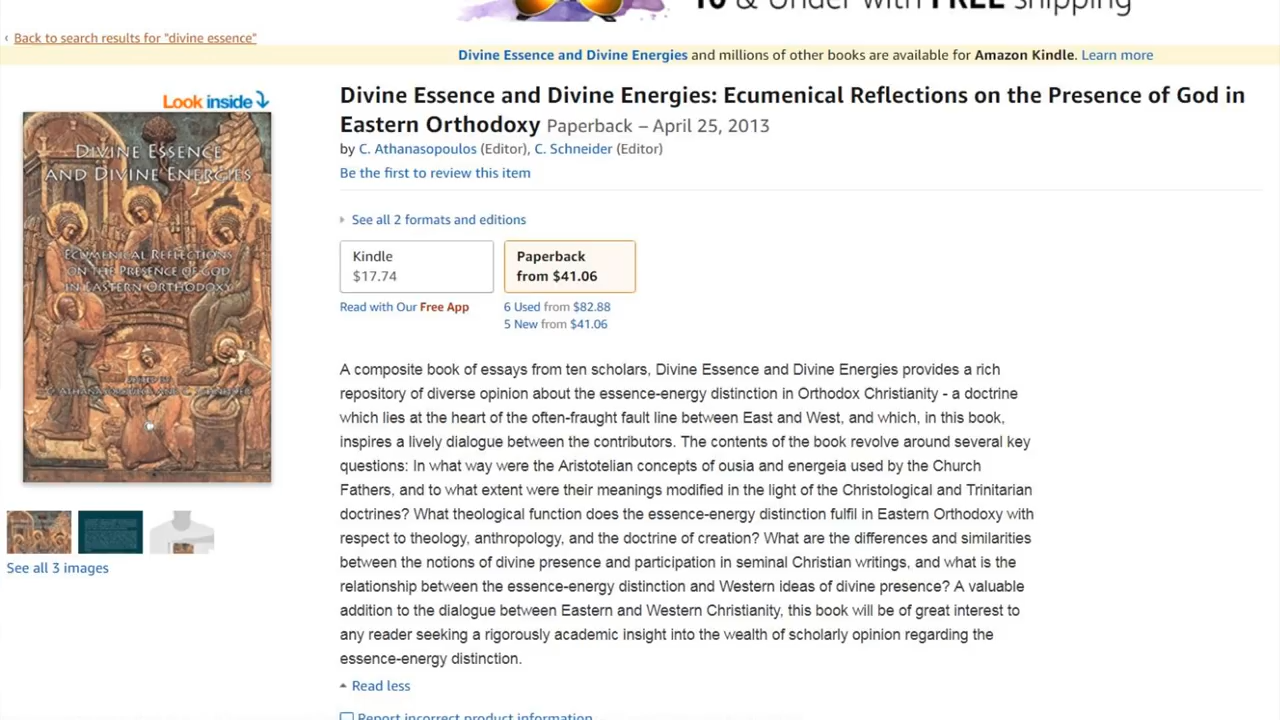 10 & Under with FREE shipping
‹ Back to search results for "divine essence"
Divine Essence and Divine Energies and millions of other books are available for Amazon Kindle. Learn more
Look inside
DIVINE ESSENCE
AND DIVINE ENERGIES
ECUMENICAL REFLECTIONS
ON THE PRESENCE OF GOD
IN EASTERN ORTHODOXY
Divine Essence and Divine Energies: Ecumenical Reflections on the Presence of God in
Eastern Orthodoxy Paperback – April 25, 2013
by C. Athanasopoulos (Editor), C. Schneider (Editor)
Be the first to review this item
See all 2 formats and editions
Kindle
$17.74
Paperback
from $41.06
Read with Our Free App
6 Used from $82.88
5 New from $41.06
A composite book of essays from ten scholars, Divine Essence and Divine Energies provides a rich
repository of diverse opinion about the essence-energy distinction in Orthodox Christianity - a doctrine
which lies at the heart of the often-fraught fault line between East and West, and which, in this book,
inspires a lively dialogue between the contributors. The contents of the book revolve around several key
questions: In what way were the Aristotelian concepts of ousia and energeia used by the Church
Fathers, and to what extent were their meanings modified in the light of the Christological and Trinitarian
doctrines? What theological function does the essence-energy distinction fulfil in Eastern Orthodoxy with
respect to theology, anthropology, and the doctrine of creation? What are the differences and similarities
between the notions of divine presence and participation in seminal Christian writings, and what is the
relationship between the essence-energy distinction and Western ideas of divine presence? A valuable
addition to the dialogue between Eastern and Western Christianity, this book will be of great interest to
any reader seeking a rigorously academic insight into the wealth of scholarly opinion regarding the
essence-energy distinction.
Read less
See all 3 images
Report incorrect product information.